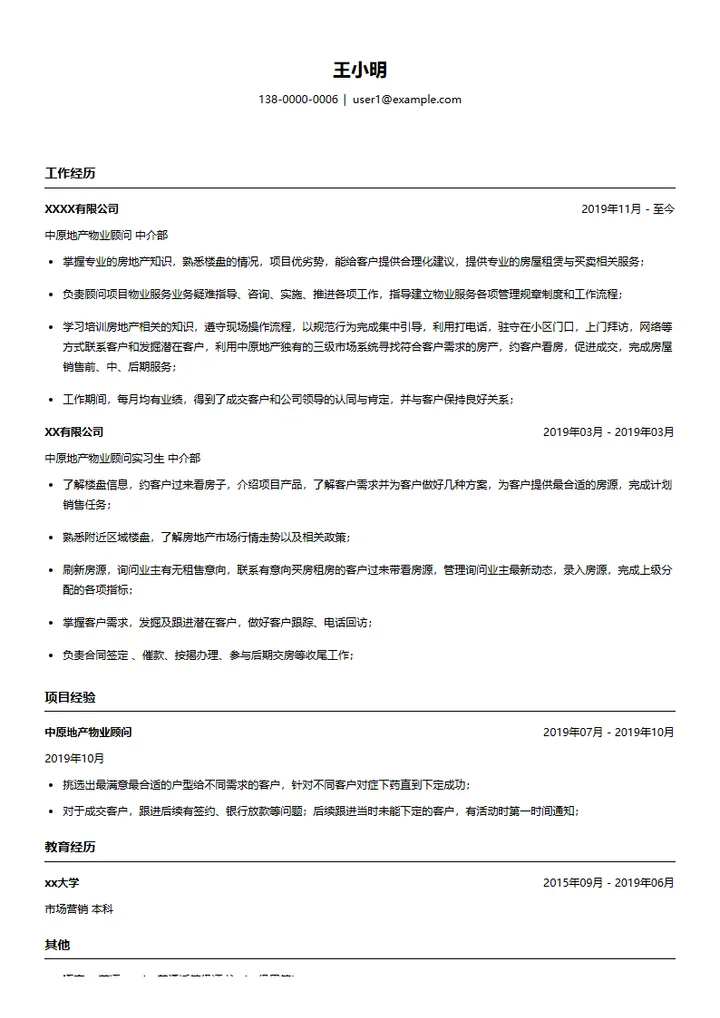 王小明
138-0000-0006 | user1@example.com
工作经历
XXXX有限公司 2019年11月 - 至今
中原地产物业顾问 中介部
• 掌握专业的房地产知识，熟悉楼盘的情况，项目优劣势，能给客户提供合理化建议，提供专业的房屋租赁与买卖相关服务；
• 负责顾问项目物业服务业务疑难指导、咨询、实施、推进各项工作，指导建立物业服务各项管理规章制度和工作流程；
• 学习培训房地产相关的知识，遵守现场操作流程，以规范行为完成集中引导，利用打电话，驻守在小区门口，上门拜访，网络等
方式联系客户和发掘潜在客户，利用中原地产独有的三级市场系统寻找符合客户需求的房产，约客户看房，促进成交，完成房屋
销售前、中、后期服务；
• 工作期间，每月均有业绩，得到了成交客户和公司领导的认同与肯定，并与客户保持良好关系；
XX有限公司 2019年03月 - 2019年03月
中原地产物业顾问实习生 中介部
• 了解楼盘信息，约客户过来看房子，介绍项目产品，了解客户需求并为客户做好几种方案，为客户提供最合适的房源，完成计划
销售任务；
• 熟悉附近区域楼盘，了解房地产市场行情走势以及相关政策；
• 刷新房源，询问业主有无租售意向，联系有意向买房租房的客户过来带看房源，管理询问业主最新动态，录入房源，完成上级分
配的各项指标；
• 掌握客户需求，发掘及跟进潜在客户，做好客户跟踪、电话回访；
• 负责合同签定 、催款、按揭办理、参与后期交房等收尾工作；
项目经验
中原地产物业顾问 2019年07月 - 2019年10月
2019年10月
• 挑选出最满意最合适的户型给不同需求的客户，针对不同客户对症下药直到下定成功；
• 对于成交客户，跟进后续有签约、银行放款等问题；后续跟进当时未能下定的客户，有活动时第一时间通知；
教育经历
xx大学 2015年09月 - 2019年06月
市场营销 本科
其他